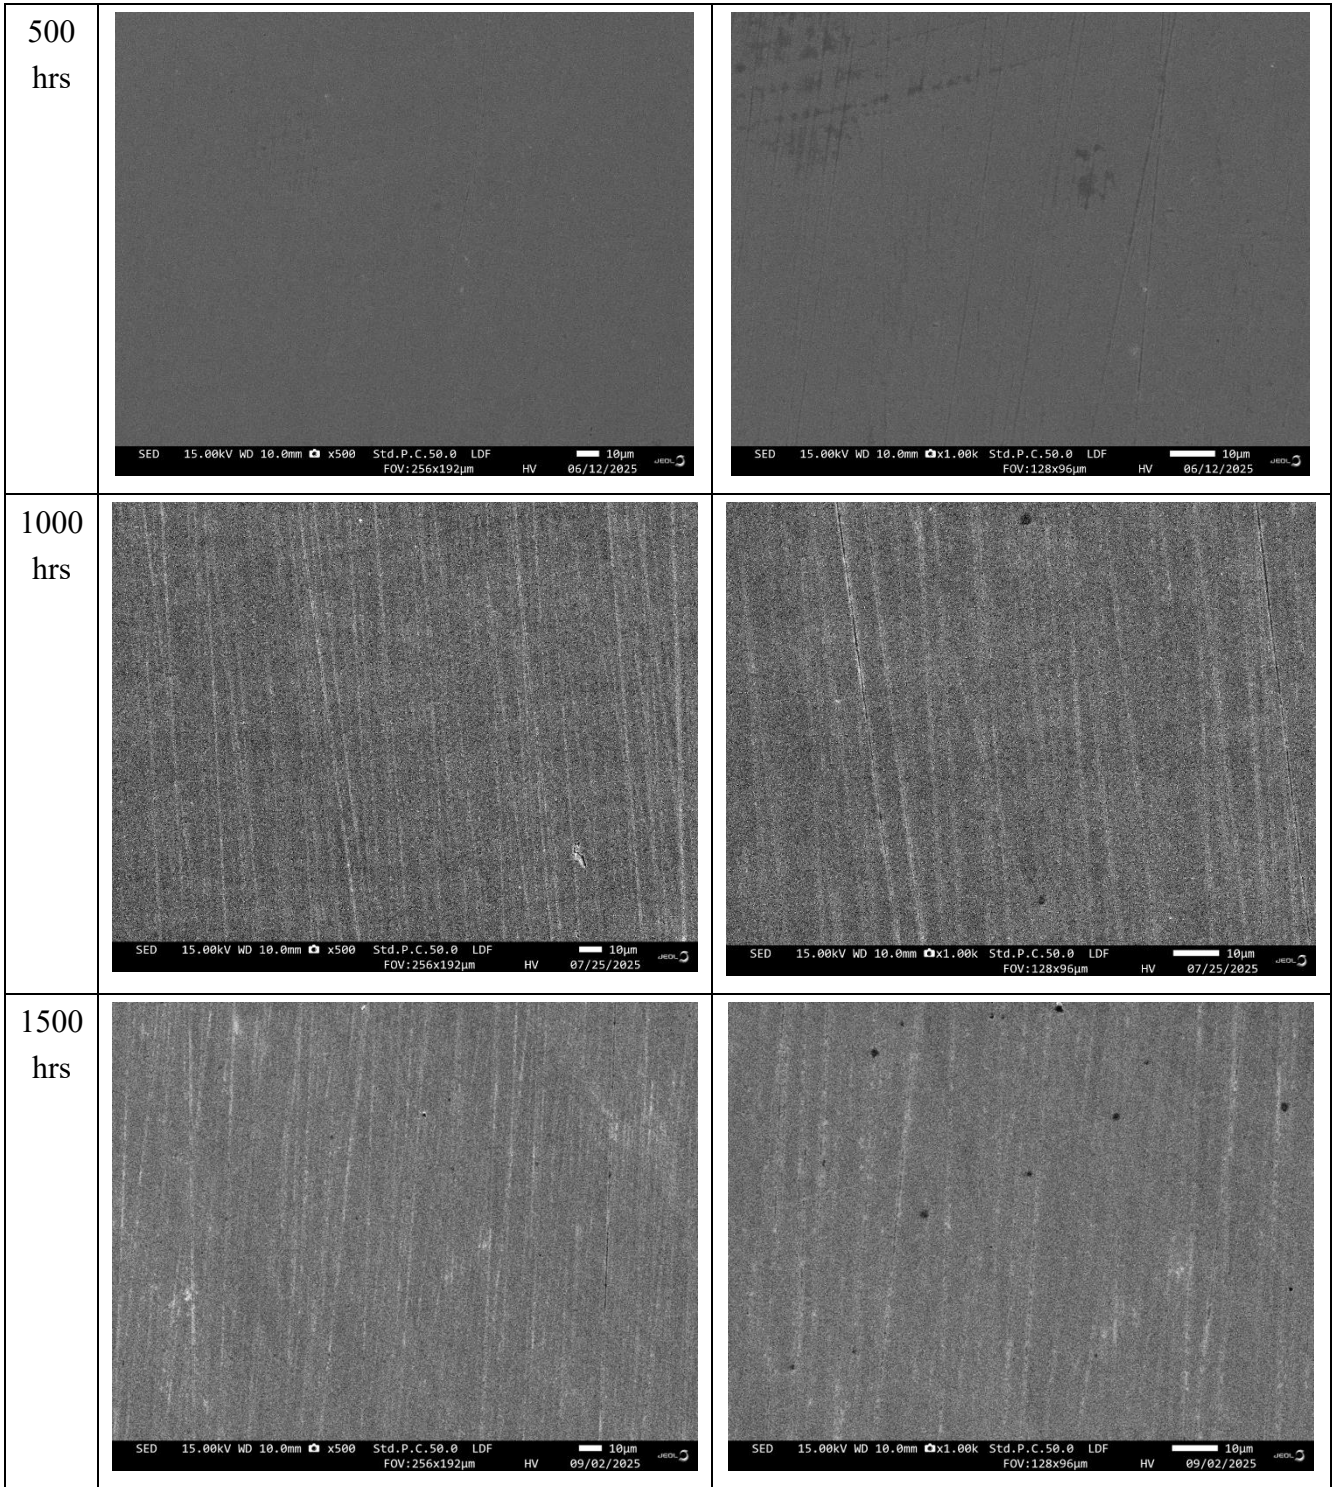 500
hrs
SED 15.00kV WD 10.0mm x500 Std.P.C.50.0 LDF 10µm
FOV:256x192µm HV 06/12/2025 JEOL
SED 15.00kV WD 10.0mm x1.00k Std.P.C.50.0 LDF 10µm
FOV:128x96µm HV 06/12/2025 JEOL
1000
hrs
SED 15.00kV WD 10.0mm x500 Std.P.C.50.0 LDF 10µm
FOV:256x192µm HV 07/25/2025 JEOL
SED 15.00kV WD 10.0mm x1.00k Std.P.C.50.0 LDF 10µm
FOV:128x96µm HV 07/25/2025 JEOL
1500
hrs
SED 15.00kV WD 10.0mm x500 Std.P.C.50.0 LDF 10µm
FOV:256x192µm HV 09/02/2025 JEOL
SED 15.00kV WD 10.0mm x1.00k Std.P.C.50.0 LDF 10µm
FOV:128x96µm HV 09/02/2025 JEOL